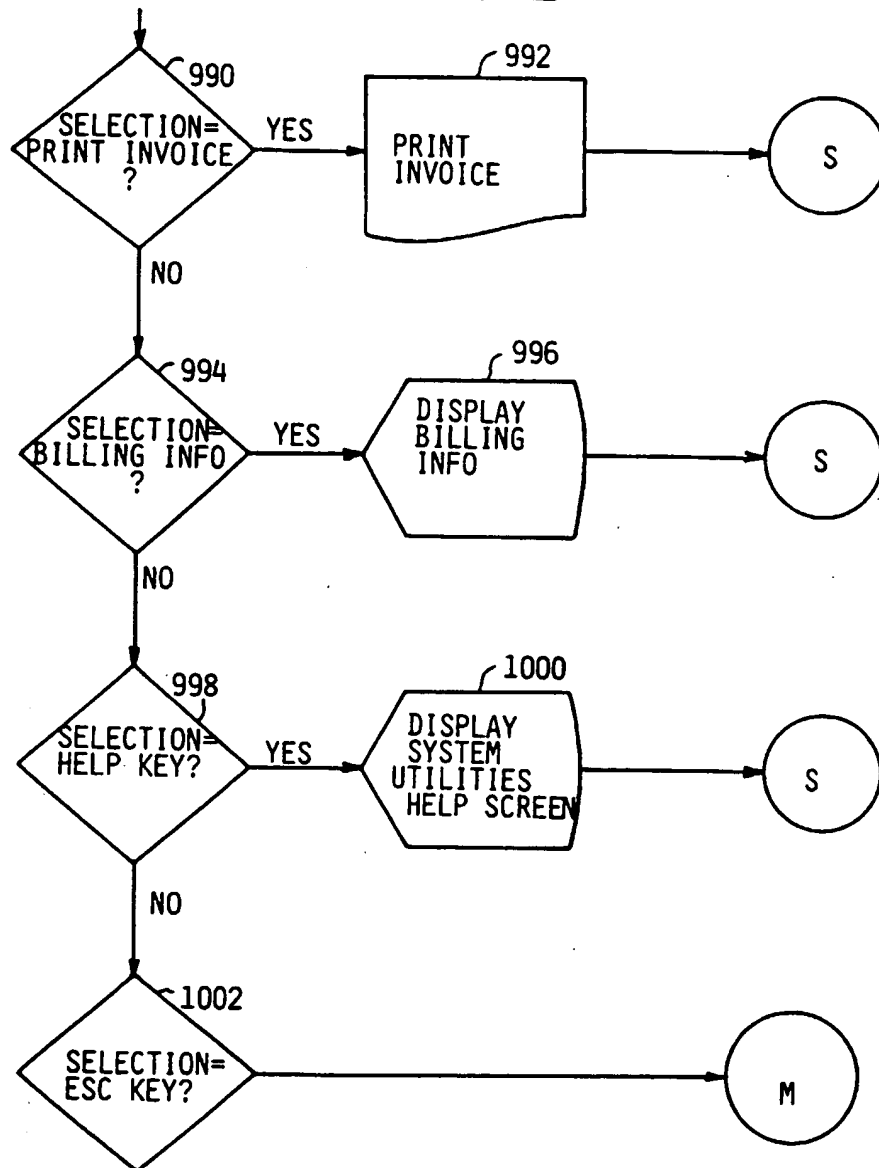 990
SELECTION=
PRINT INVOICE
?
YES
992
PRINT
INVOICE
S
NO
994
SELECTION=
BILLING INFO
?
YES
996
DISPLAY
BILLING
INFO
S
NO
998
SELECTION=
HELP KEY?
YES
1000
DISPLAY
SYSTEM
UTILITIES
HELP SCREEN
S
NO
1002
SELECTION=
ESC KEY?
M